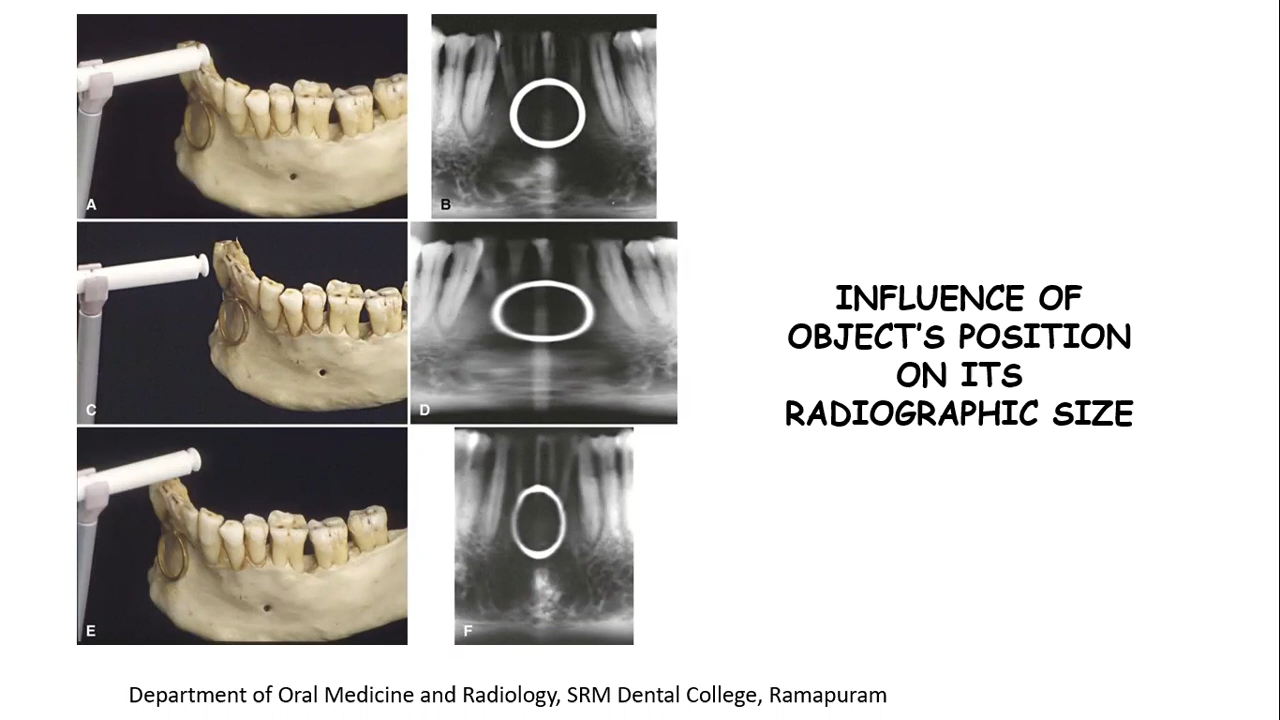 A
B
C
D
E
F
INFLUENCE OF
OBJECT'S POSITION
ON ITS
RADIOGRAPHIC SIZE
Department of Oral Medicine and Radiology, SRM Dental College, Ramapuram